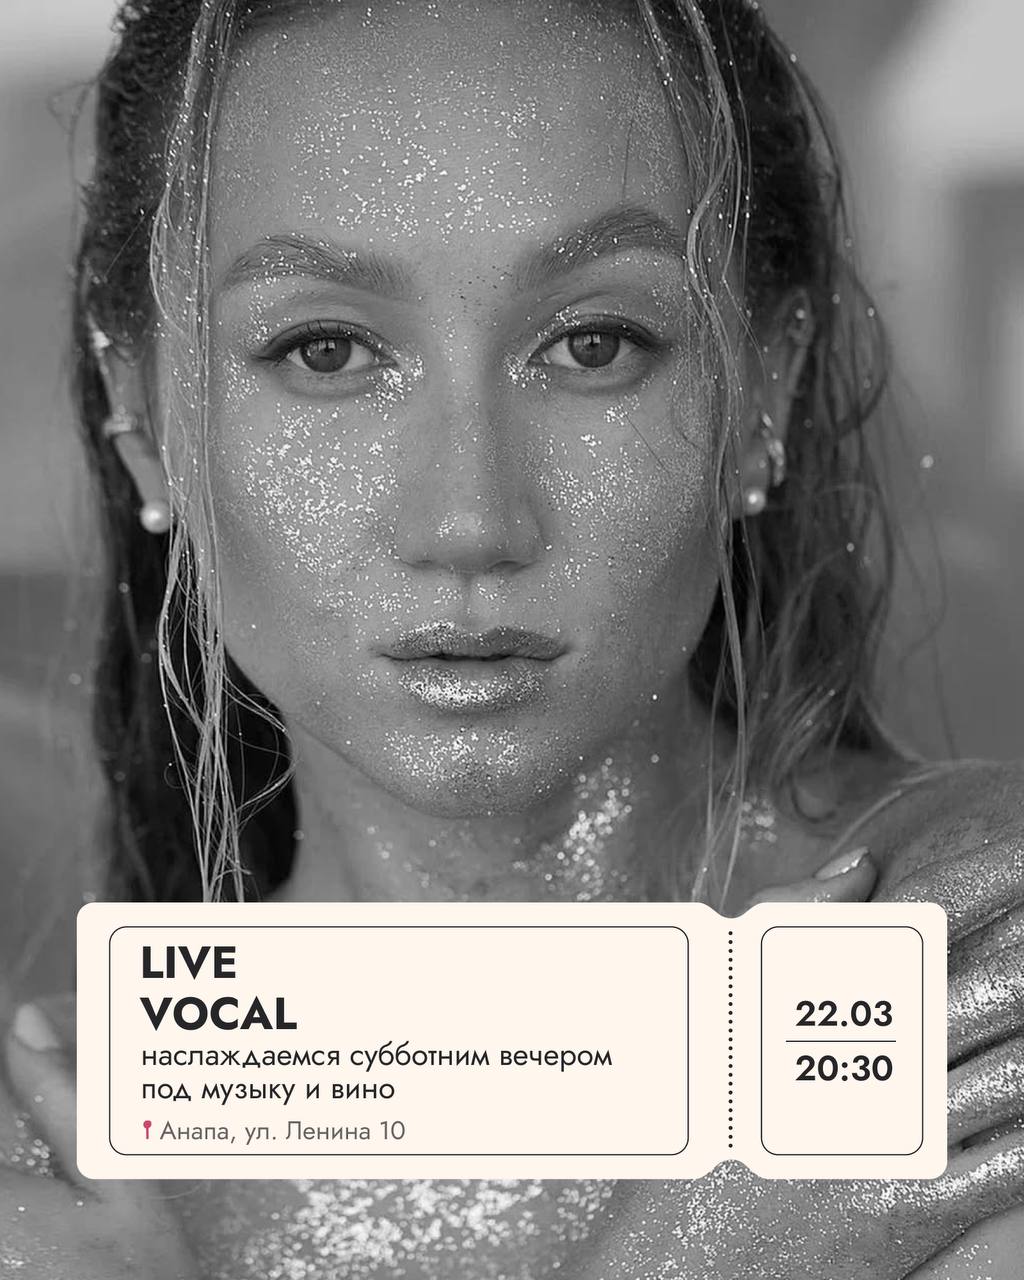 LIVE
VOCAL
наслаждаемся субботним вечером
под музыку и вино
Анапа, ул. Ленина 10
22.03
20:30